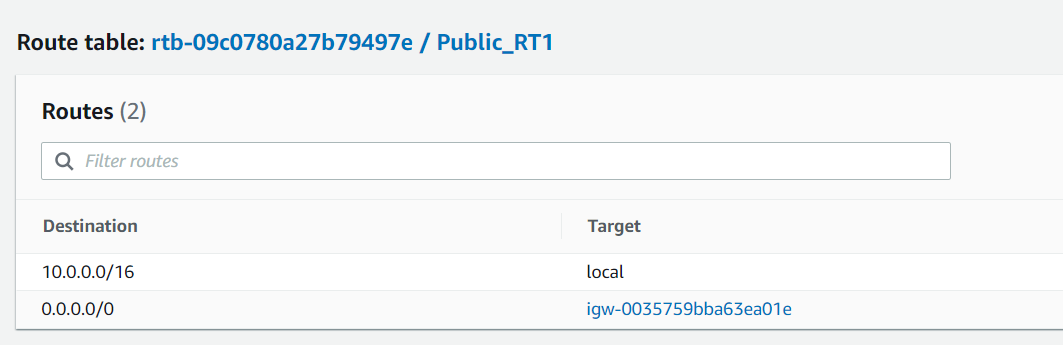 Route table: rtb-09c0780a27b79497e / Public_RT1
Routes (2)
Filter routes
Destination Target
10.0.0.0/16 local
0.0.0.0/0 igw-0035759bba63ea01e